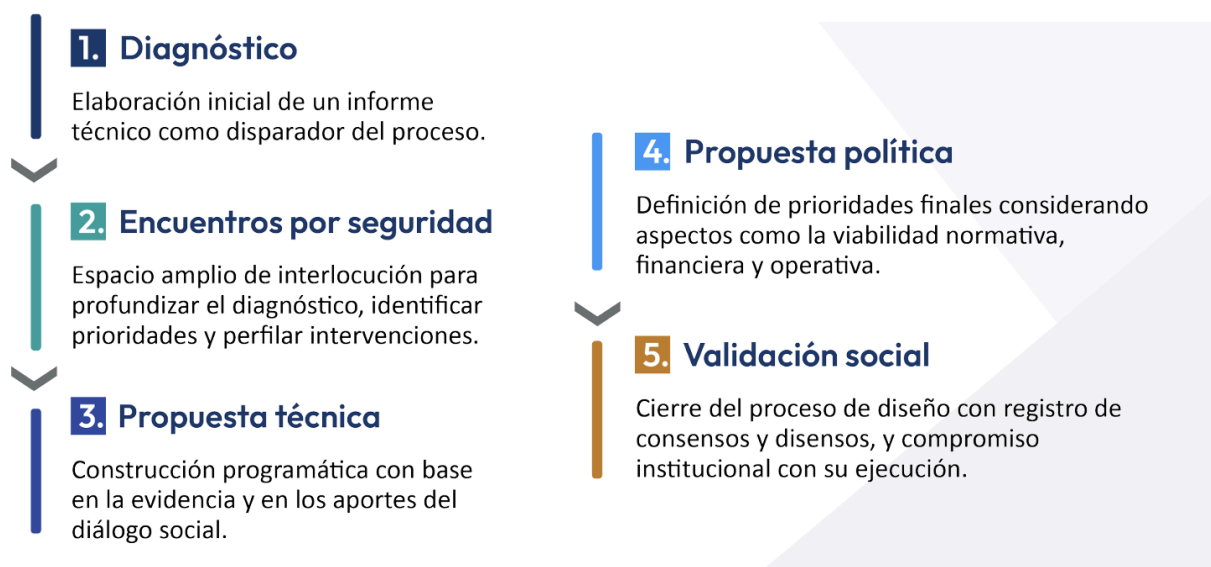 1. Diagnóstico
Elaboración inicial de un informe
técnico como disparador del proceso.
2. Encuentros por seguridad
Espacio amplio de interlocución para
profundizar el diagnóstico, identificar
prioridades y perfilar intervenciones.
3. Propuesta técnica
Construcción programática con base
en la evidencia y en los aportes del
diálogo social.
4. Propuesta política
Definición de prioridades finales considerando
aspectos como la viabilidad normativa,
financiera y operativa.
5. Validación social
Cierre del proceso de diseño con registro de
consensos y disensos, y compromiso
institucional con su ejecución.